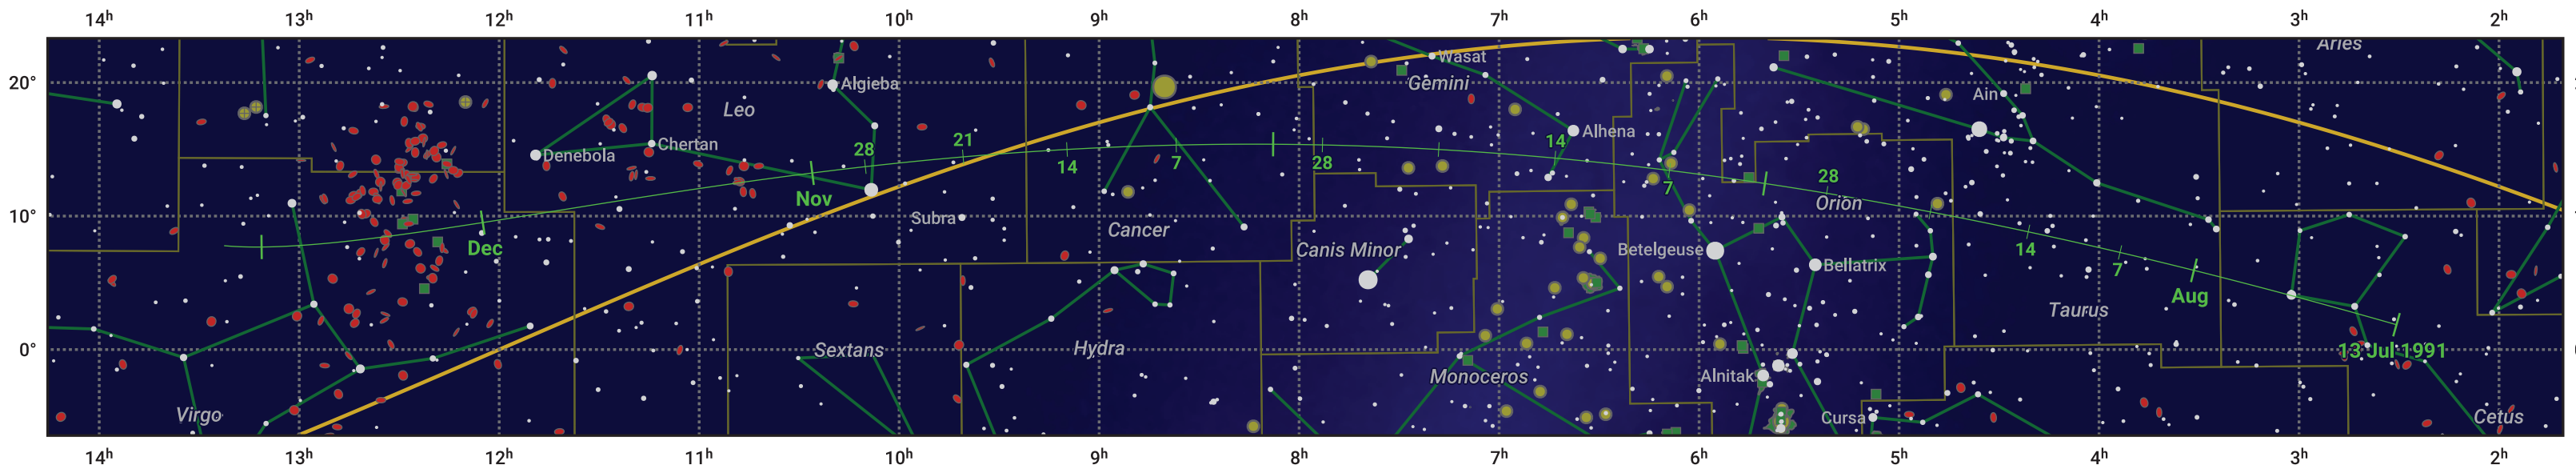 14ʰ 13ʰ 12ʰ 11ʰ 10ʰ 9ʰ 8ʰ 7ʰ 6ʰ 5ʰ 4ʰ 3ʰ 2ʰ
Aries
Wasat
20° Algieba Leo Gemini Ain
Alhena
Denebola Chertan 28 21 14 7 28 14
Nov 7 28
10° Subra Cancer Orion
Dec Canis Minor Betelgeuse Bellatrix 14 7 Aug
Taurus
0° Sextans Hydra 13 Jul 1991
Monoceros Alnitak
Virgo Cursa Cetus
14ʰ 13ʰ 12ʰ 11ʰ 10ʰ 9ʰ 8ʰ 7ʰ 6ʰ 5ʰ 4ʰ 3ʰ 2ʰ